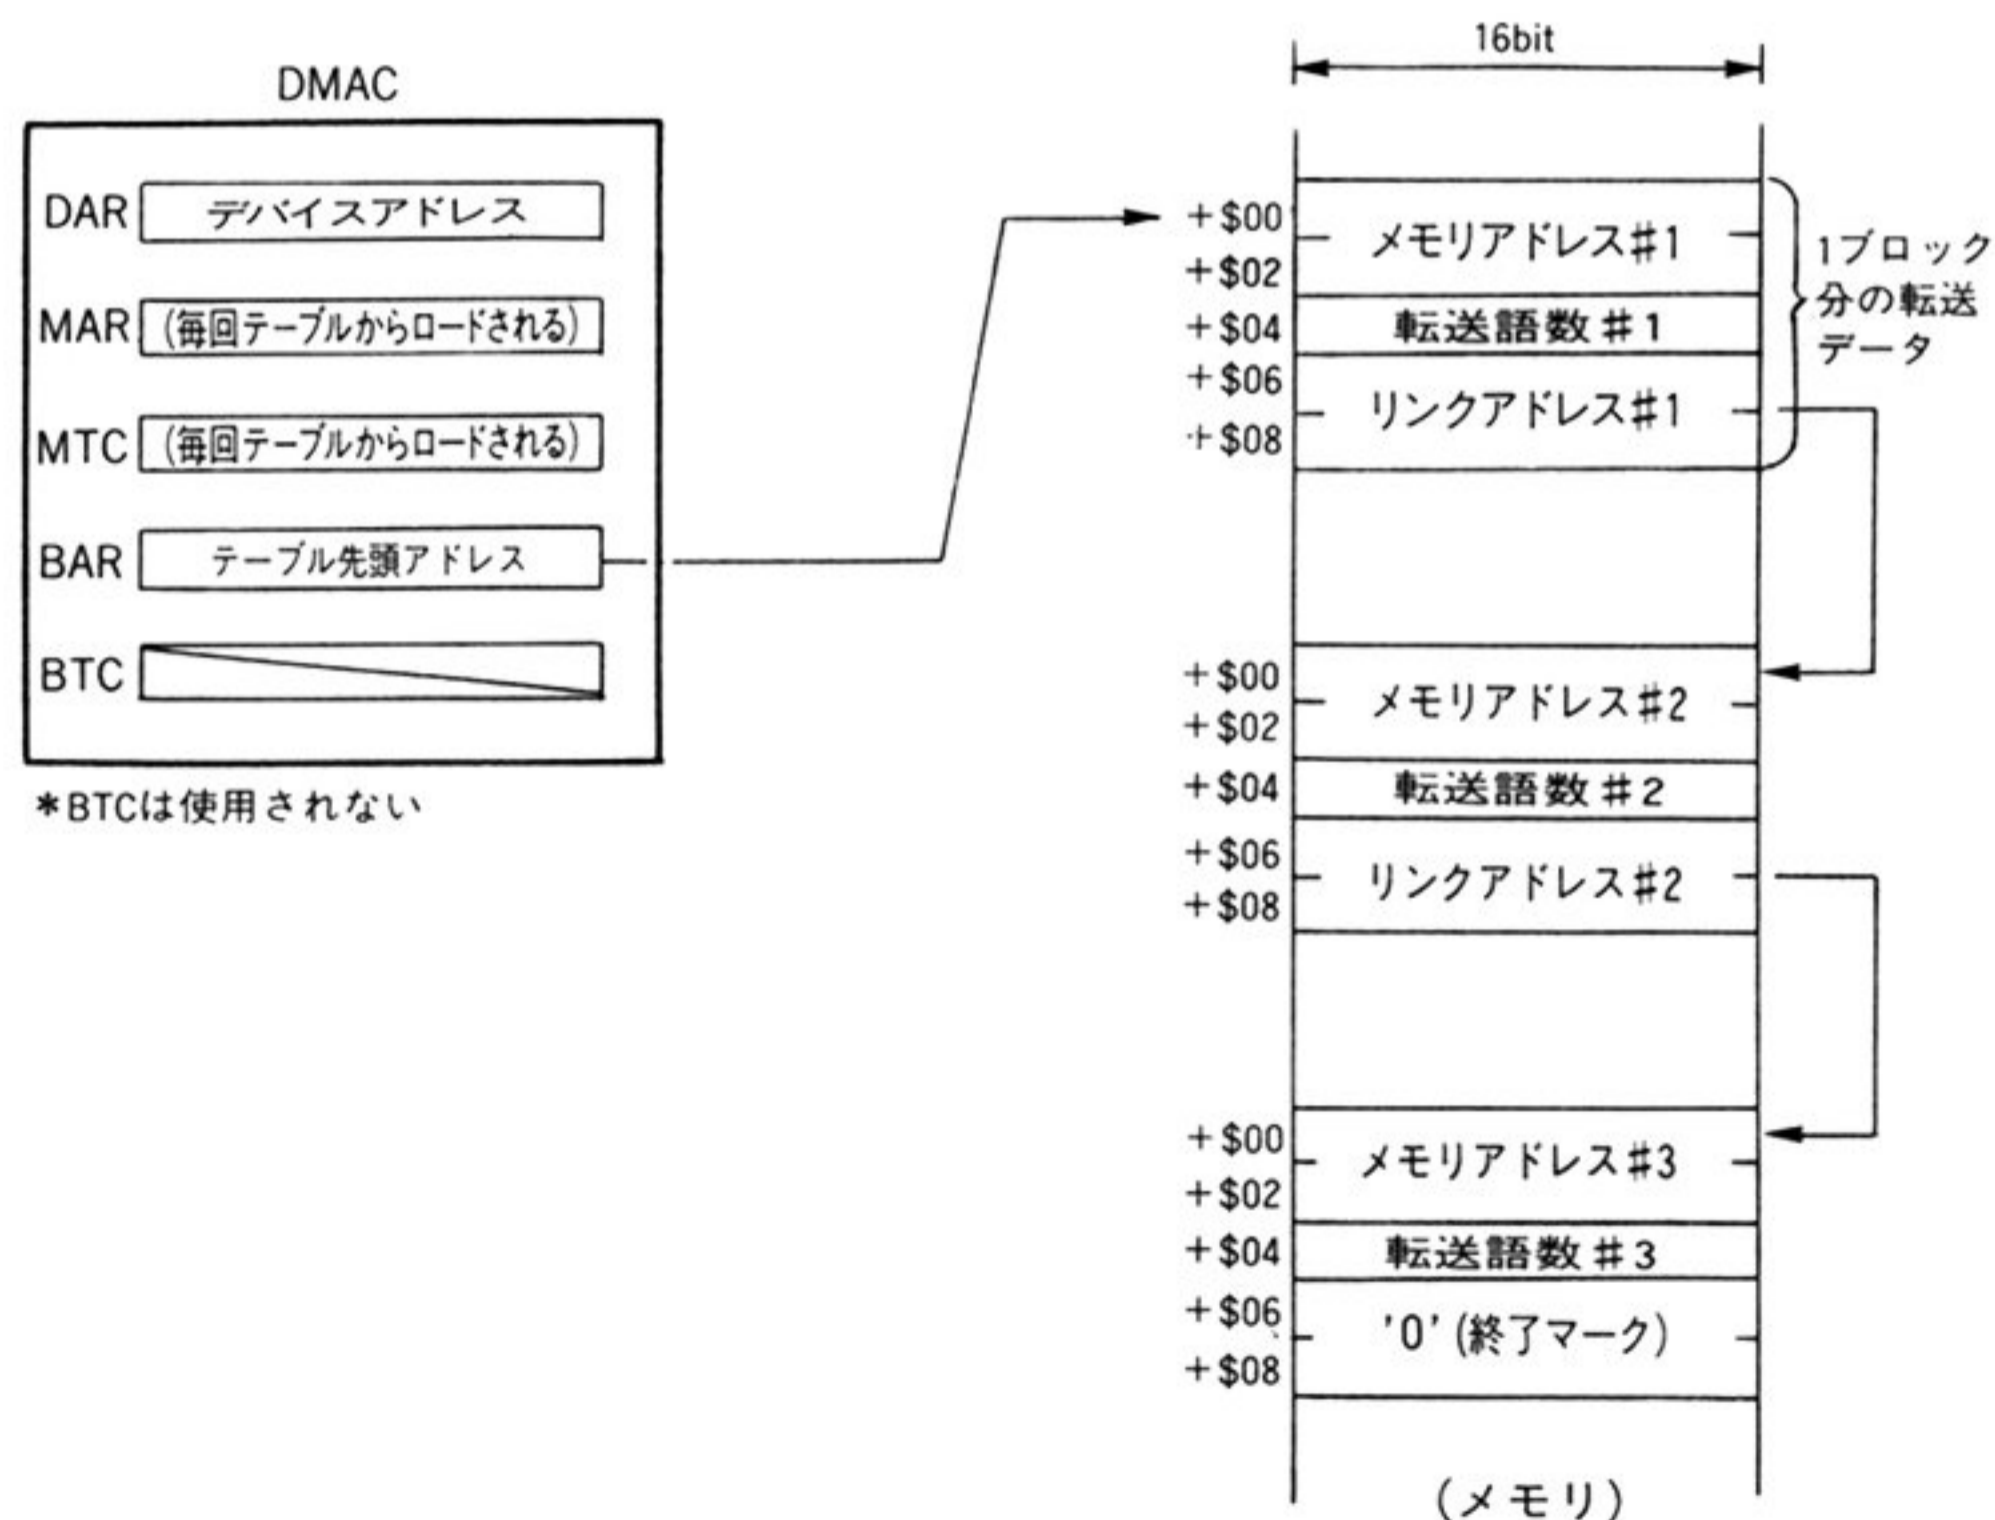 DMAC
DAR デバイスアドレス
MAR (毎回テーブルからロードされる)
MTC (毎回テーブルからロードされる)
BAR テーブル先頭アドレス
BTC
*BTCは使用されない
16bit
+$00
メモリアドレス#1
+$02
+$04 転送語数#1
+$06
リンクアドレス#1
+$08
1ブロック
分の転送
データ
+$00
メモリアドレス#2
+$02
+$04 転送語数#2
+$06
リンクアドレス#2
+$08
+$00
メモリアドレス#3
+$02
+$04 転送語数#3
+$06
'0'(終了マーク)
+$08
(メモリ)